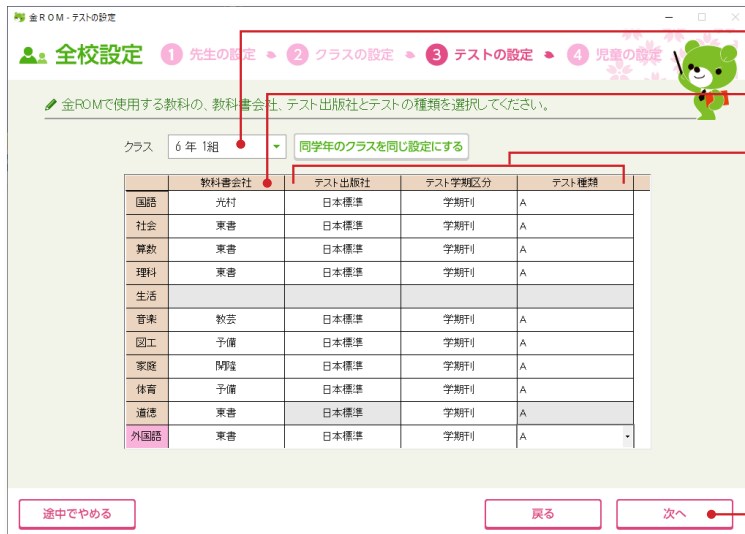 金ROM - テストの設定
全校設定 1 先生の設定 2 クラスの設定 3 テストの設定 4 児童の設定
金ROMで使用する教科の、教科書会社、テスト出版社とテストの種類を選択してください。
クラス 6 年 1組 同学年のクラスを同じ設定にする
教科書会社 テスト出版社 テスト学期区分 テスト種類
国語 光村 日本標準 学期刊 A
社会 東書 日本標準 学期刊 A
算数 東書 日本標準 学期刊 A
理科 東書 日本標準 学期刊 A
生活
音楽 教芸 日本標準 学期刊 A
図工 予備 日本標準 学期刊 A
家庭 開隆 日本標準 学期刊 A
体育 予備 日本標準 学期刊 A
道徳 東書 日本標準 学期刊 A
外国語 東書 日本標準 学期刊 A
途中でやめる 戻る 次へ